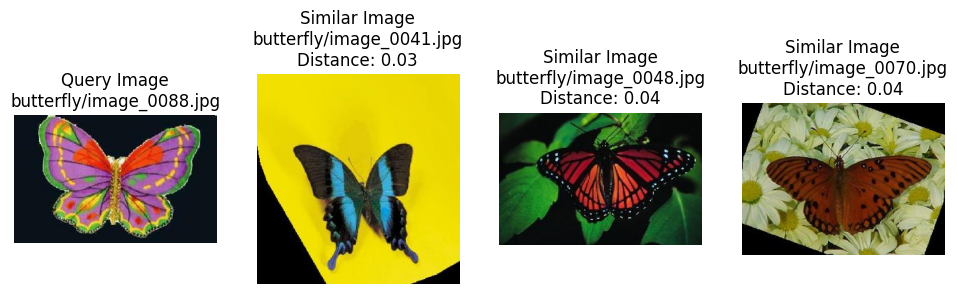 Query Image
butterfly/image_0088.jpg
Similar Image
butterfly/image_0041.jpg
Distance: 0.03
Similar Image
butterfly/image_0048.jpg
Distance: 0.04
Similar Image
butterfly/image_0070.jpg
Distance: 0.04